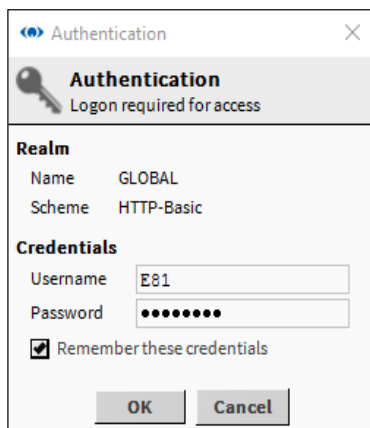 Authentication
Authentication
Logon required for access
Realm
Name GLOBAL
Scheme HTTP-Basic
Credentials
Username E81
Password ●●●●●●●●
Remember these credentials
OK Cancel